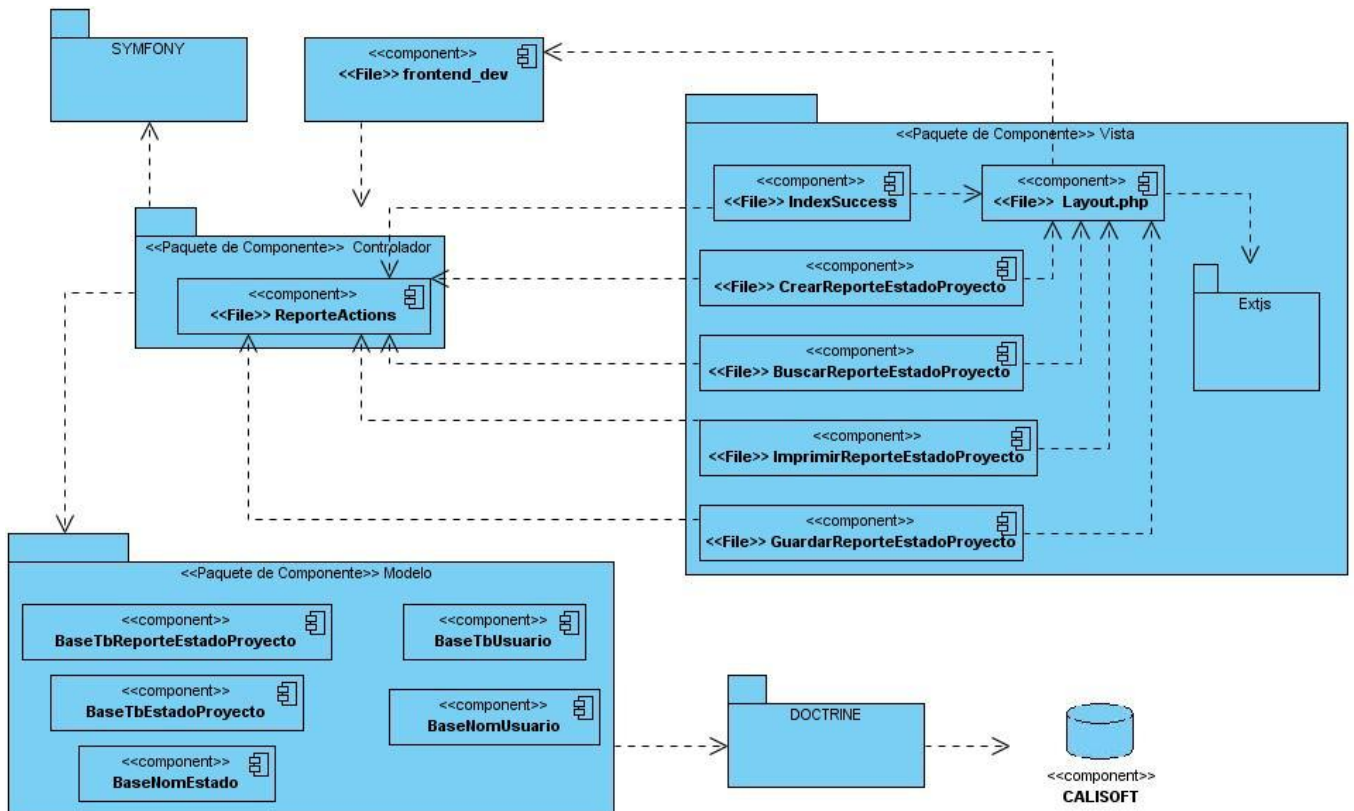 SYMFONY
<<component>>
<<File>> frontend_dev
<<Paquete de Componente>> Vista
<<component>>
<<File>> IndexSuccess
<<component>>
<<File>> Layout.php
<<Paquete de Componente>> Controlador
<<component>>
<<File>> ReporteActions
<<component>>
<<File>> CrearReporteEstadoProyecto
Extjs
<<component>>
<<File>> BuscarReporteEstadoProyecto
<<component>>
<<File>> ImprimirReporteEstadoProyecto
<<component>>
<<File>> GuardarReporteEstadoProyecto
<<Paquete de Componente>> Modelo
<<component>>
BaseTbReporteEstadoProyecto
<<component>>
BaseTbUsuario
<<component>>
BaseTbEstadoProyecto
<<component>>
BaseNomUsuario
<<component>>
BaseNomEstado
DOCTRINE
<<component>>
CALISOFT